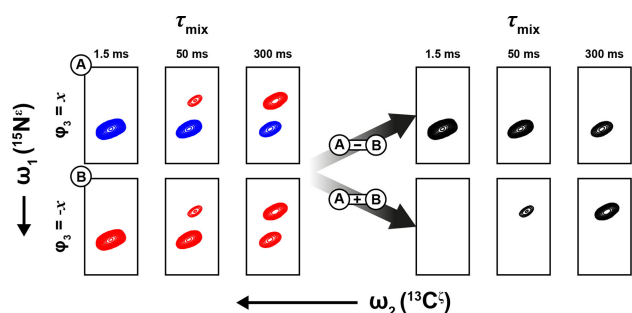 τmix τmix
1.5 ms 50 ms 300 ms 1.5 ms 50 ms 300 ms
A
φ3 = x
A − B
ω1 (15Nε)
B
φ3 = -x
A + B
ω2 (13Cζ)